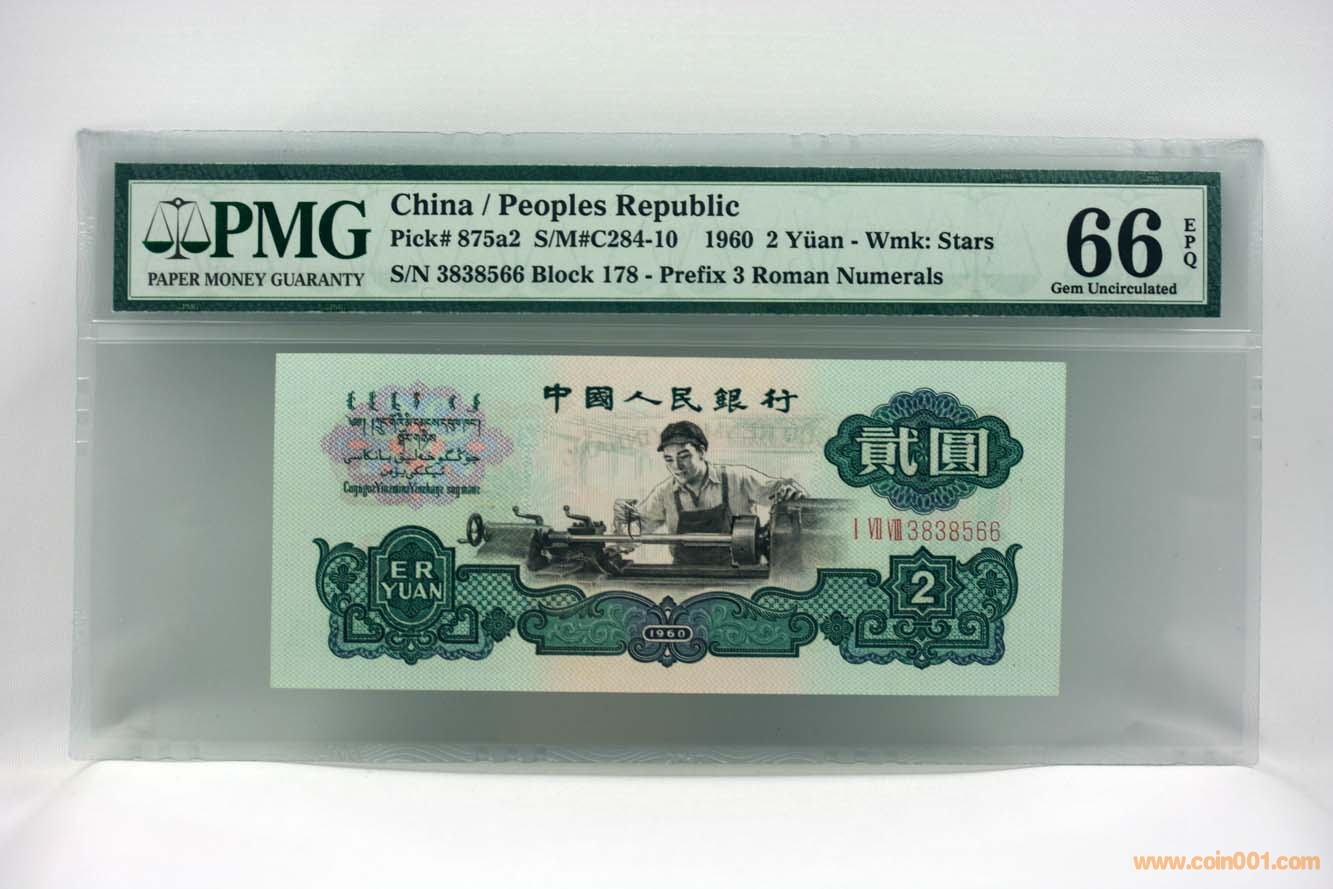 PMG
PAPER MONEY GUARANTY
China / Peoples Republic
Pick# 875a2 S/M#C284-10 1960 2 Yüan - Wmk: Stars
S/N 3838566 Block 178 - Prefix 3 Roman Numerals
66
EPQ
Gem Uncirculated
中國人民銀行
貳圓
I VII VIII 3838566
ER
YUAN
2
1960
www.coin001.com